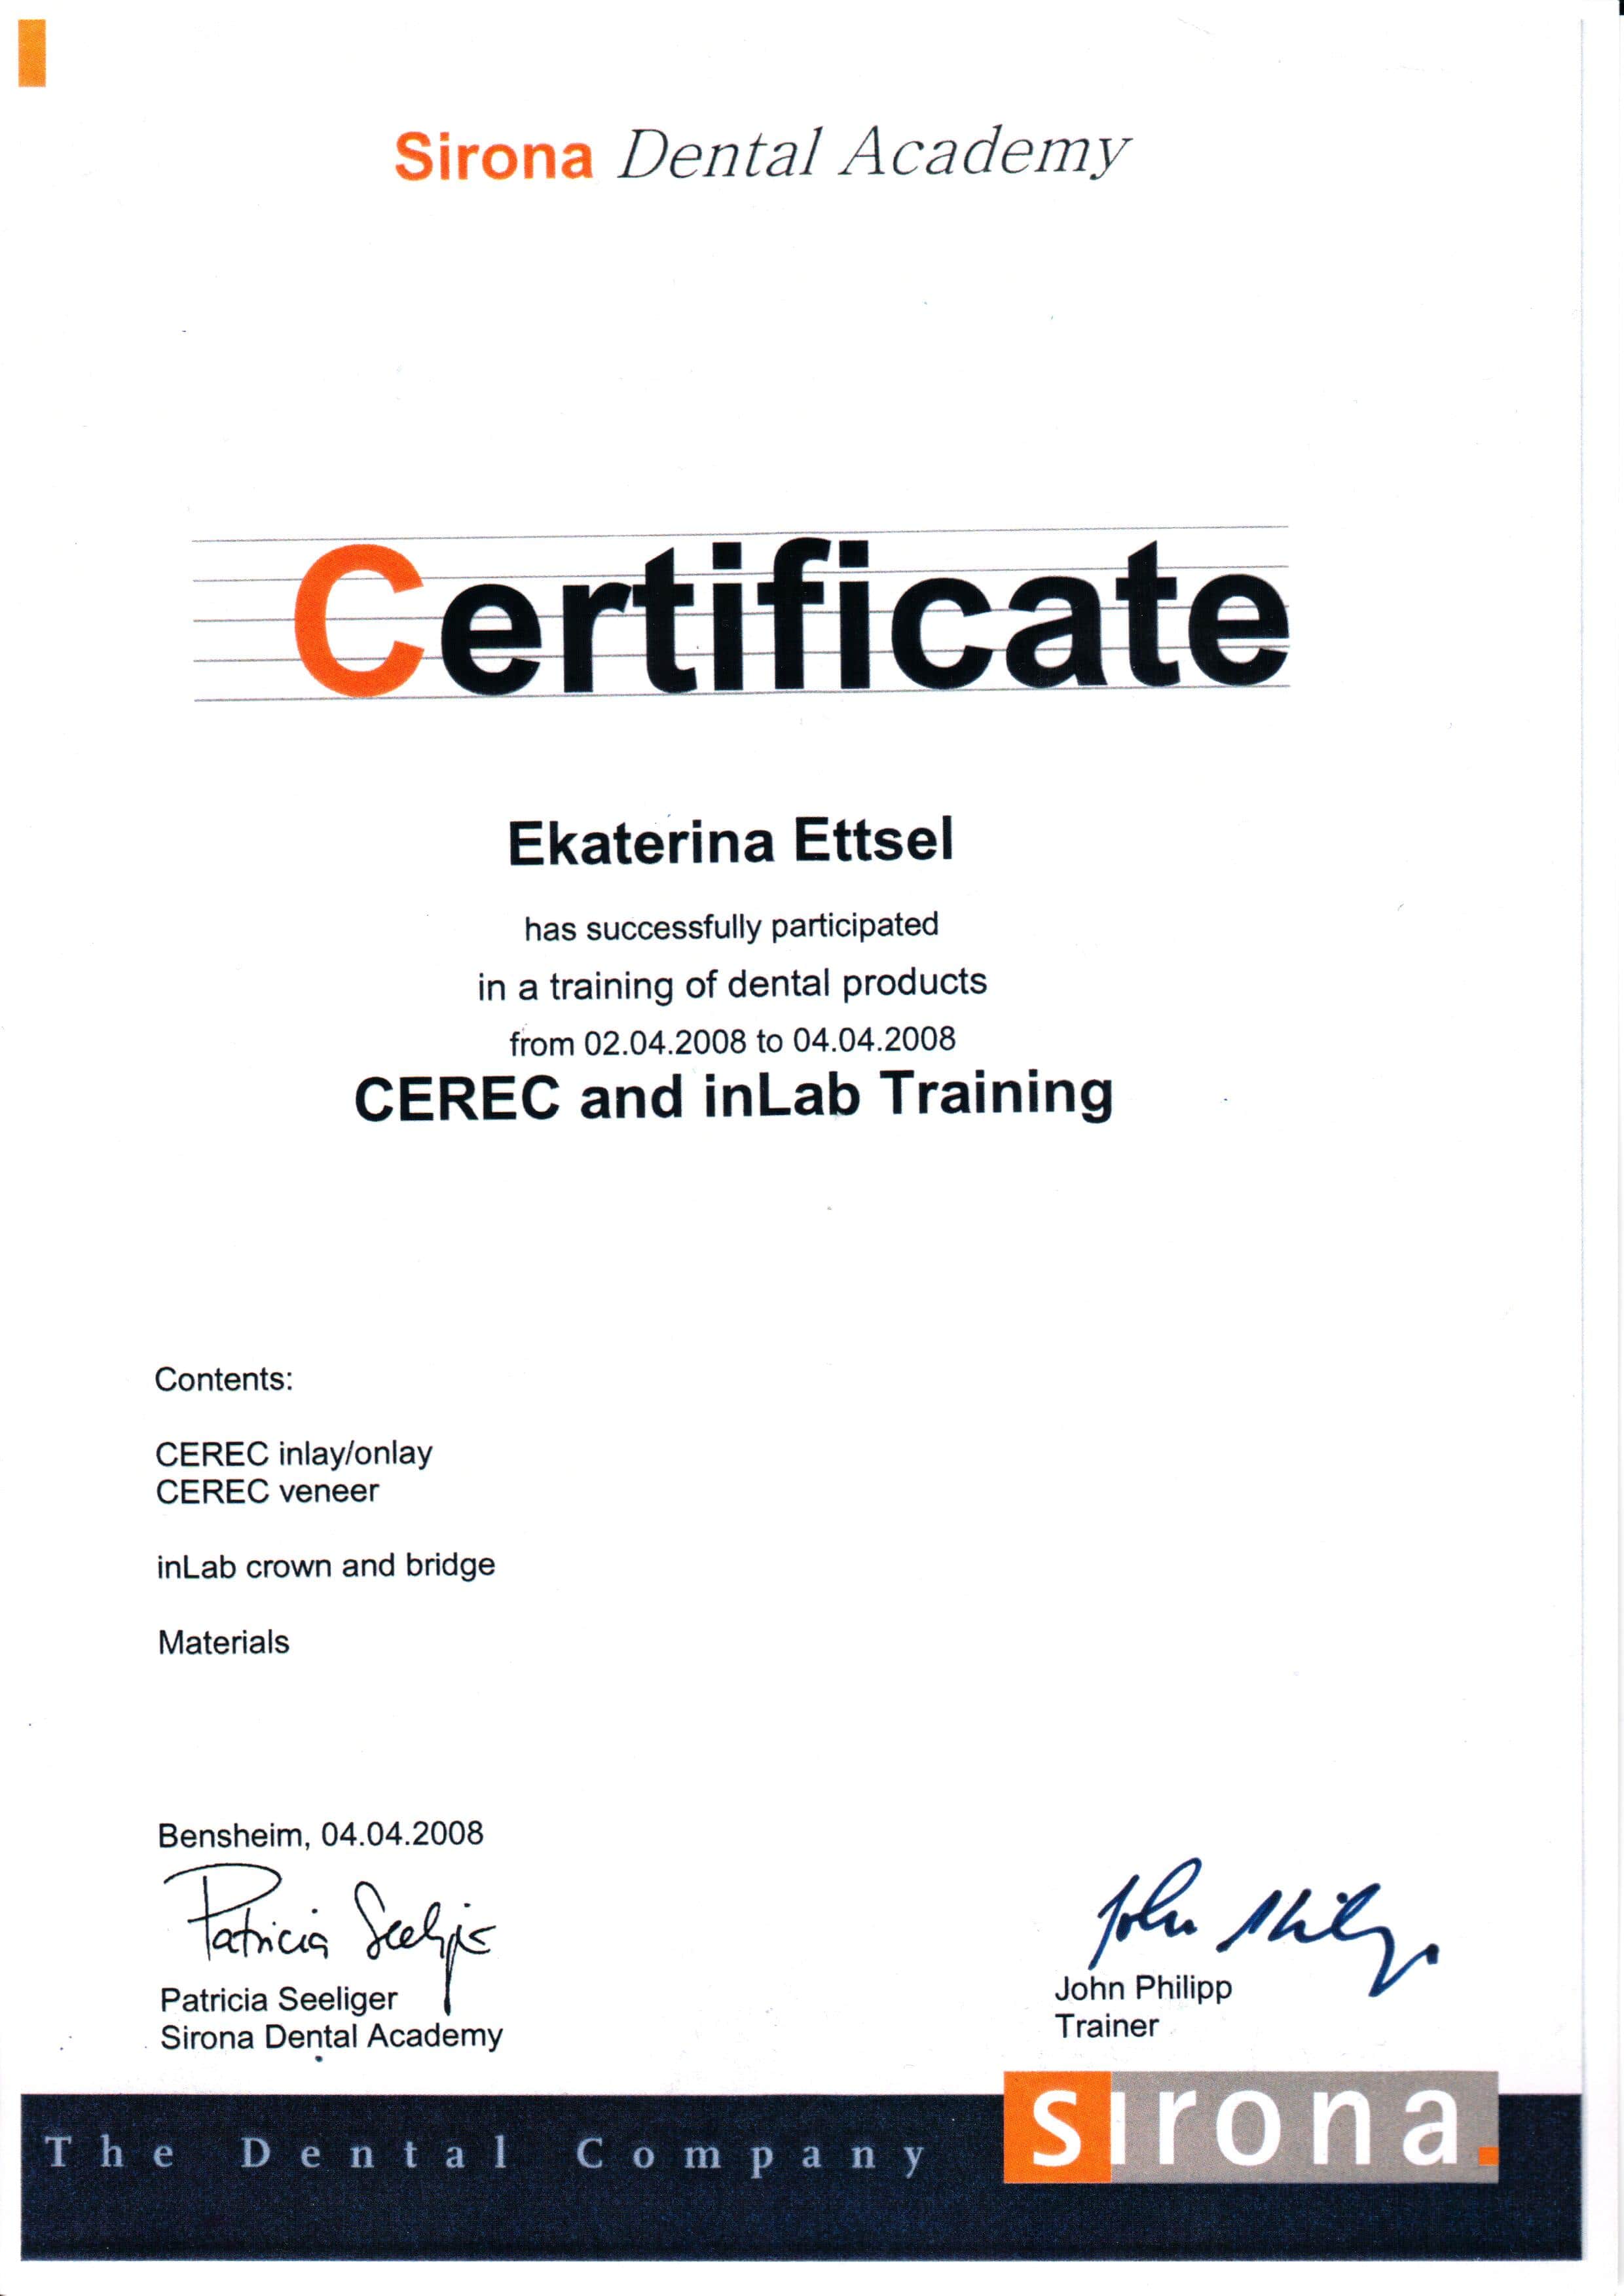 Sirona Dental Academy
Certificate
Ekaterina Ettsel
has successfully participated
in a training of dental products
from 02.04.2008 to 04.04.2008
CEREC and inLab Training
Contents:
CEREC inlay/onlay
CEREC veneer
inLab crown and bridge
Materials
Bensheim, 04.04.2008
Patricia Seeliger
Patricia Seeliger
Sirona Dental Academy
John Philipp
John Philipp
Trainer
The Dental Company
sirona.